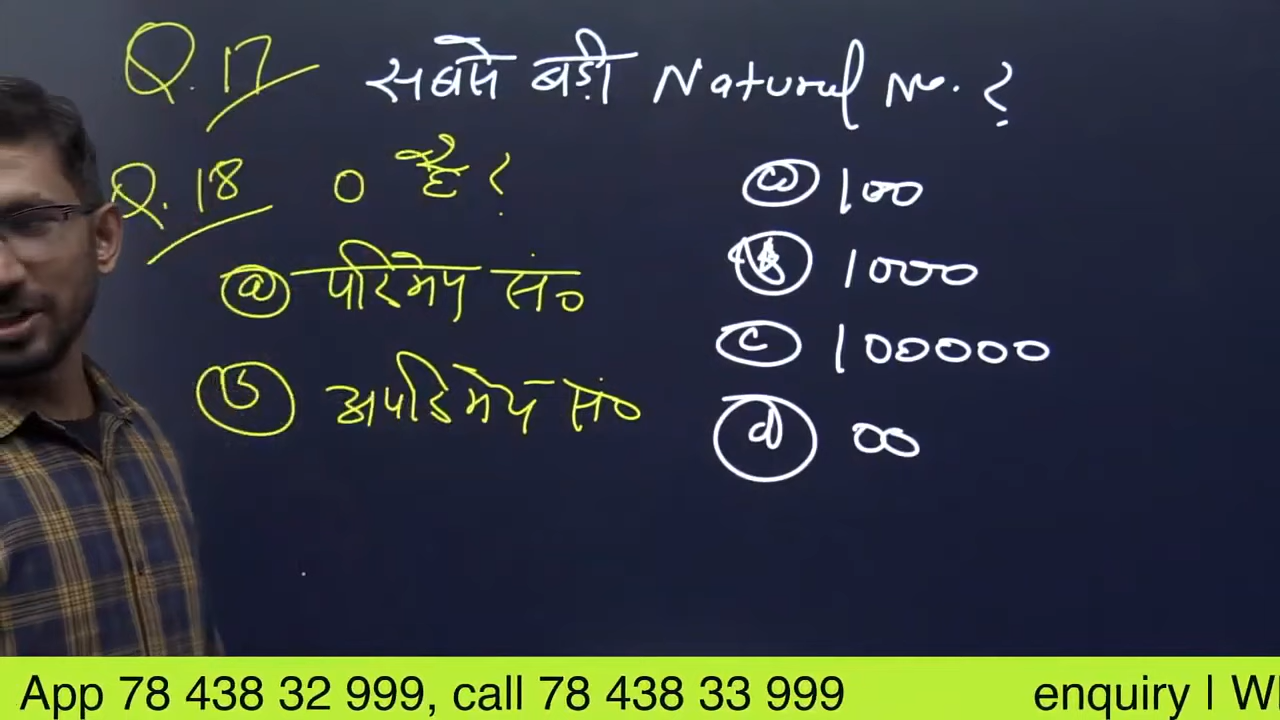 Q.17 सबसे बड़ी Natural No. ?
(a) 100
(b) 1000
(c) 100000
(d) ∞
Q.18 0 है ?
(a) परिमेय सं०
(b) अपरिमेय सं०
App 78 438 32 999, call 78 438 33 999 enquiry